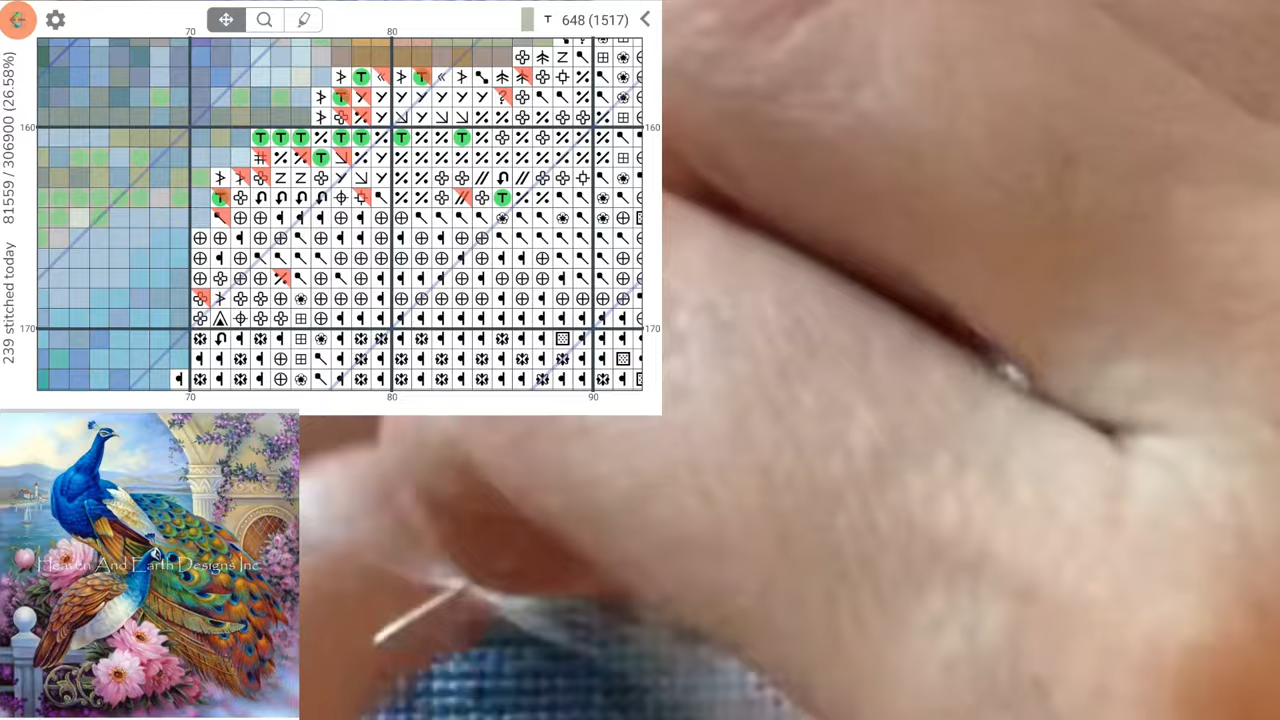 T 648 (1517)
70 80
160 160
170 170
70 80 90
239 stitched today 81559 / 306900 (26.58%)
Heaven And Earth Designs Inc